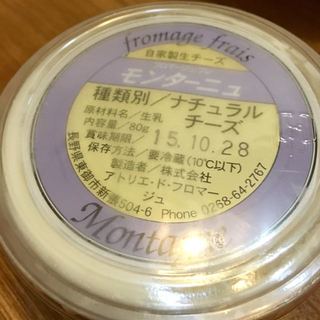 fromage frais
自家製生チーズ
モンターニュ
種類別/ナチュラル
チーズ
原材料名/生乳
内容量/80g
賞味期限 15.10.28
保存方法/要冷蔵(10℃以下)
製造者/株式会社
アトリエ・ド・フロマー
ジュ
長野県東御市新張504-6 Phone 0268-64-2767
Montagne